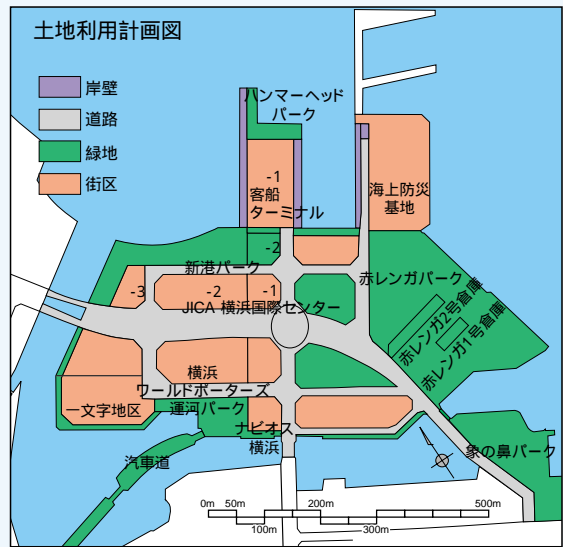 土地利用計画図
岸壁
道路
緑地
街区
ハンマーヘッド
パーク
-1
客船
ターミナル
海上防災
基地
-2
新港パーク
赤レンガパーク
-3
-2
-1
JICA 横浜国際センター
赤レンガ2号倉庫
赤レンガ1号倉庫
横浜
ワールドポーターズ
一文字地区
運河パーク
ナビオス
横浜
汽車道
象の鼻パーク
0m 50m 200m 500m
100m 300m